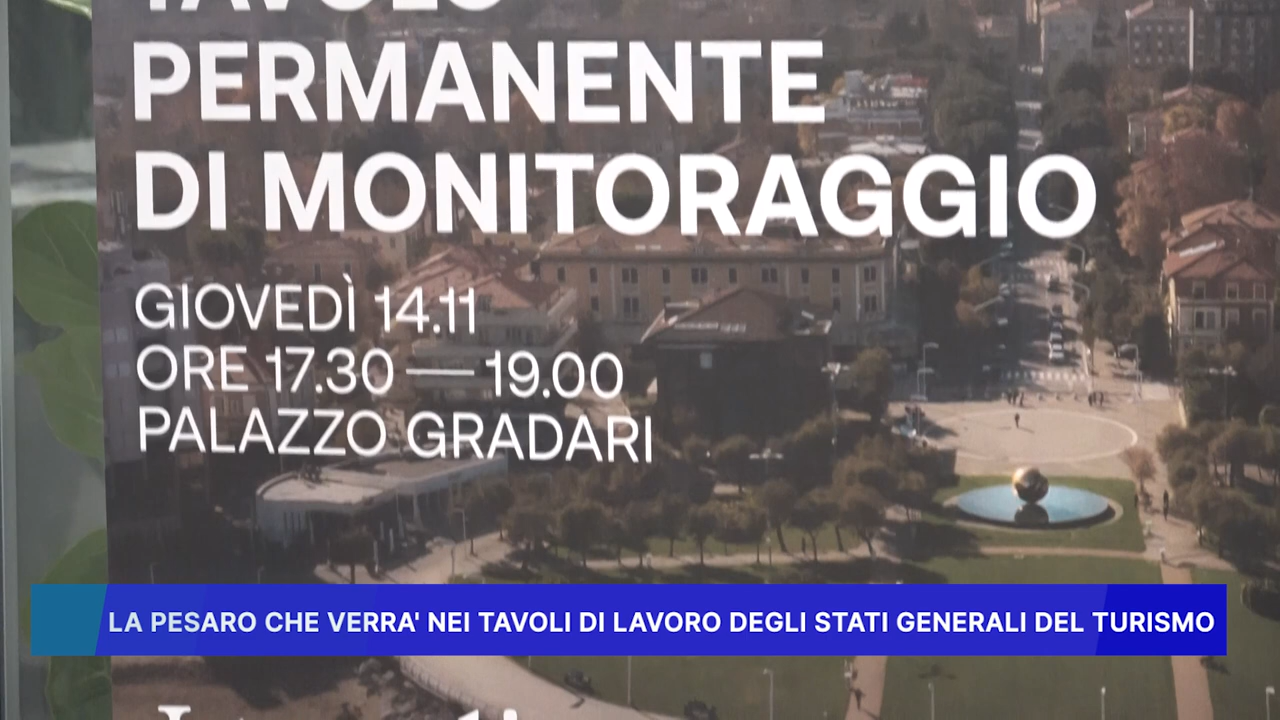 TAVOLO
PERMANENTE
DI MONITORAGGIO
GIOVEDÌ 14.11
ORE 17.30 — 19.00
PALAZZO GRADARI
LA PESARO CHE VERRA' NEI TAVOLI DI LAVORO DEGLI STATI GENERALI DEL TURISMO